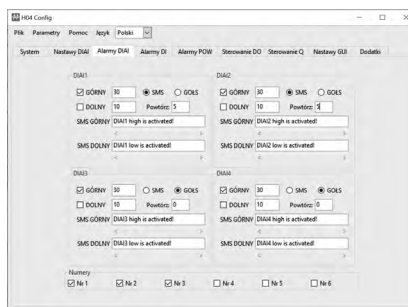 H04 Config
Plik Parametry Pomoc Język Polski
System Nastawy DIAI Alarmy DIAI Alarmy DI Alarmy POW Sterowanie DO Sterowanie Q Nastawy GUI Dodatki
DIAI1
GÓRNY 30 SMS GOŁS
DOLNY 10 Powtórz: 5
SMS GÓRNY DIAI1 high is activated!
SMS DOLNY DIAI1 low is activated!
DIAI2
GÓRNY 30 SMS GOŁS
DOLNY 10 Powtórz: 5
SMS GÓRNY DIAI2 high is activated!
SMS DOLNY DIAI2 low is activated!
DIAI3
GÓRNY 30 SMS GOŁS
DOLNY 10 Powtórz: 0
SMS GÓRNY DIAI3 high is activated!
SMS DOLNY DIAI3 low is activated!
DIAI4
GÓRNY 30 SMS GOŁS
DOLNY 10 Powtórz: 0
SMS GÓRNY DIAI4 high is activated!
SMS DOLNY DIAI4 low is activated!
Numery
Nr 1 Nr 2 Nr 3 Nr 4 Nr 5 Nr 6